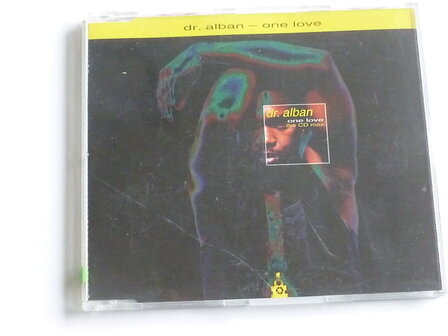 dr. alban – one love
dr. alban
one love
the CD maxi